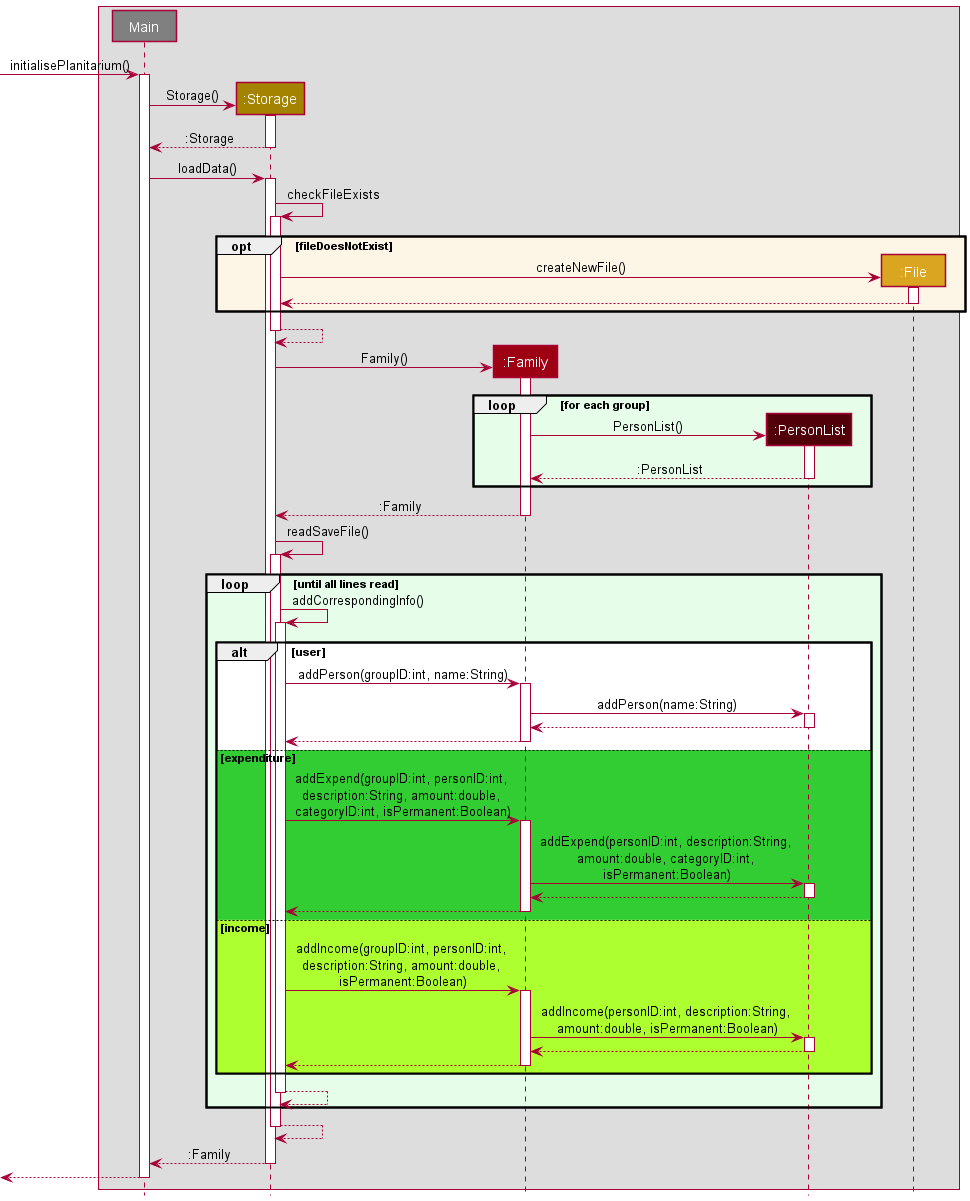 Main
initialisePlanitarium()
Storage()
:Storage
:Storage
loadData()
checkFileExists
opt
[fileDoesNotExist]
createNewFile()
:File
Family()
:Family
loop
[for each group]
PersonList()
:PersonList
:PersonList
:Family
readSaveFile()
loop
[until all lines read]
addCorrespondingInfo()
alt
[user]
addPerson(groupID:int, name:String)
addPerson(name:String)
[expenditure]
addExpend(groupID:int, personID:int,
description:String, amount:double,
categoryID:int, isPermanent:Boolean)
addExpend(personID:int, description:String,
amount:double, categoryID:int,
isPermanent:Boolean)
[income]
addIncome(groupID:int, personID:int,
description:String, amount:double,
isPermanent:Boolean)
addIncome(personID:int, description:String,
amount:double, isPermanent:Boolean)
:Family